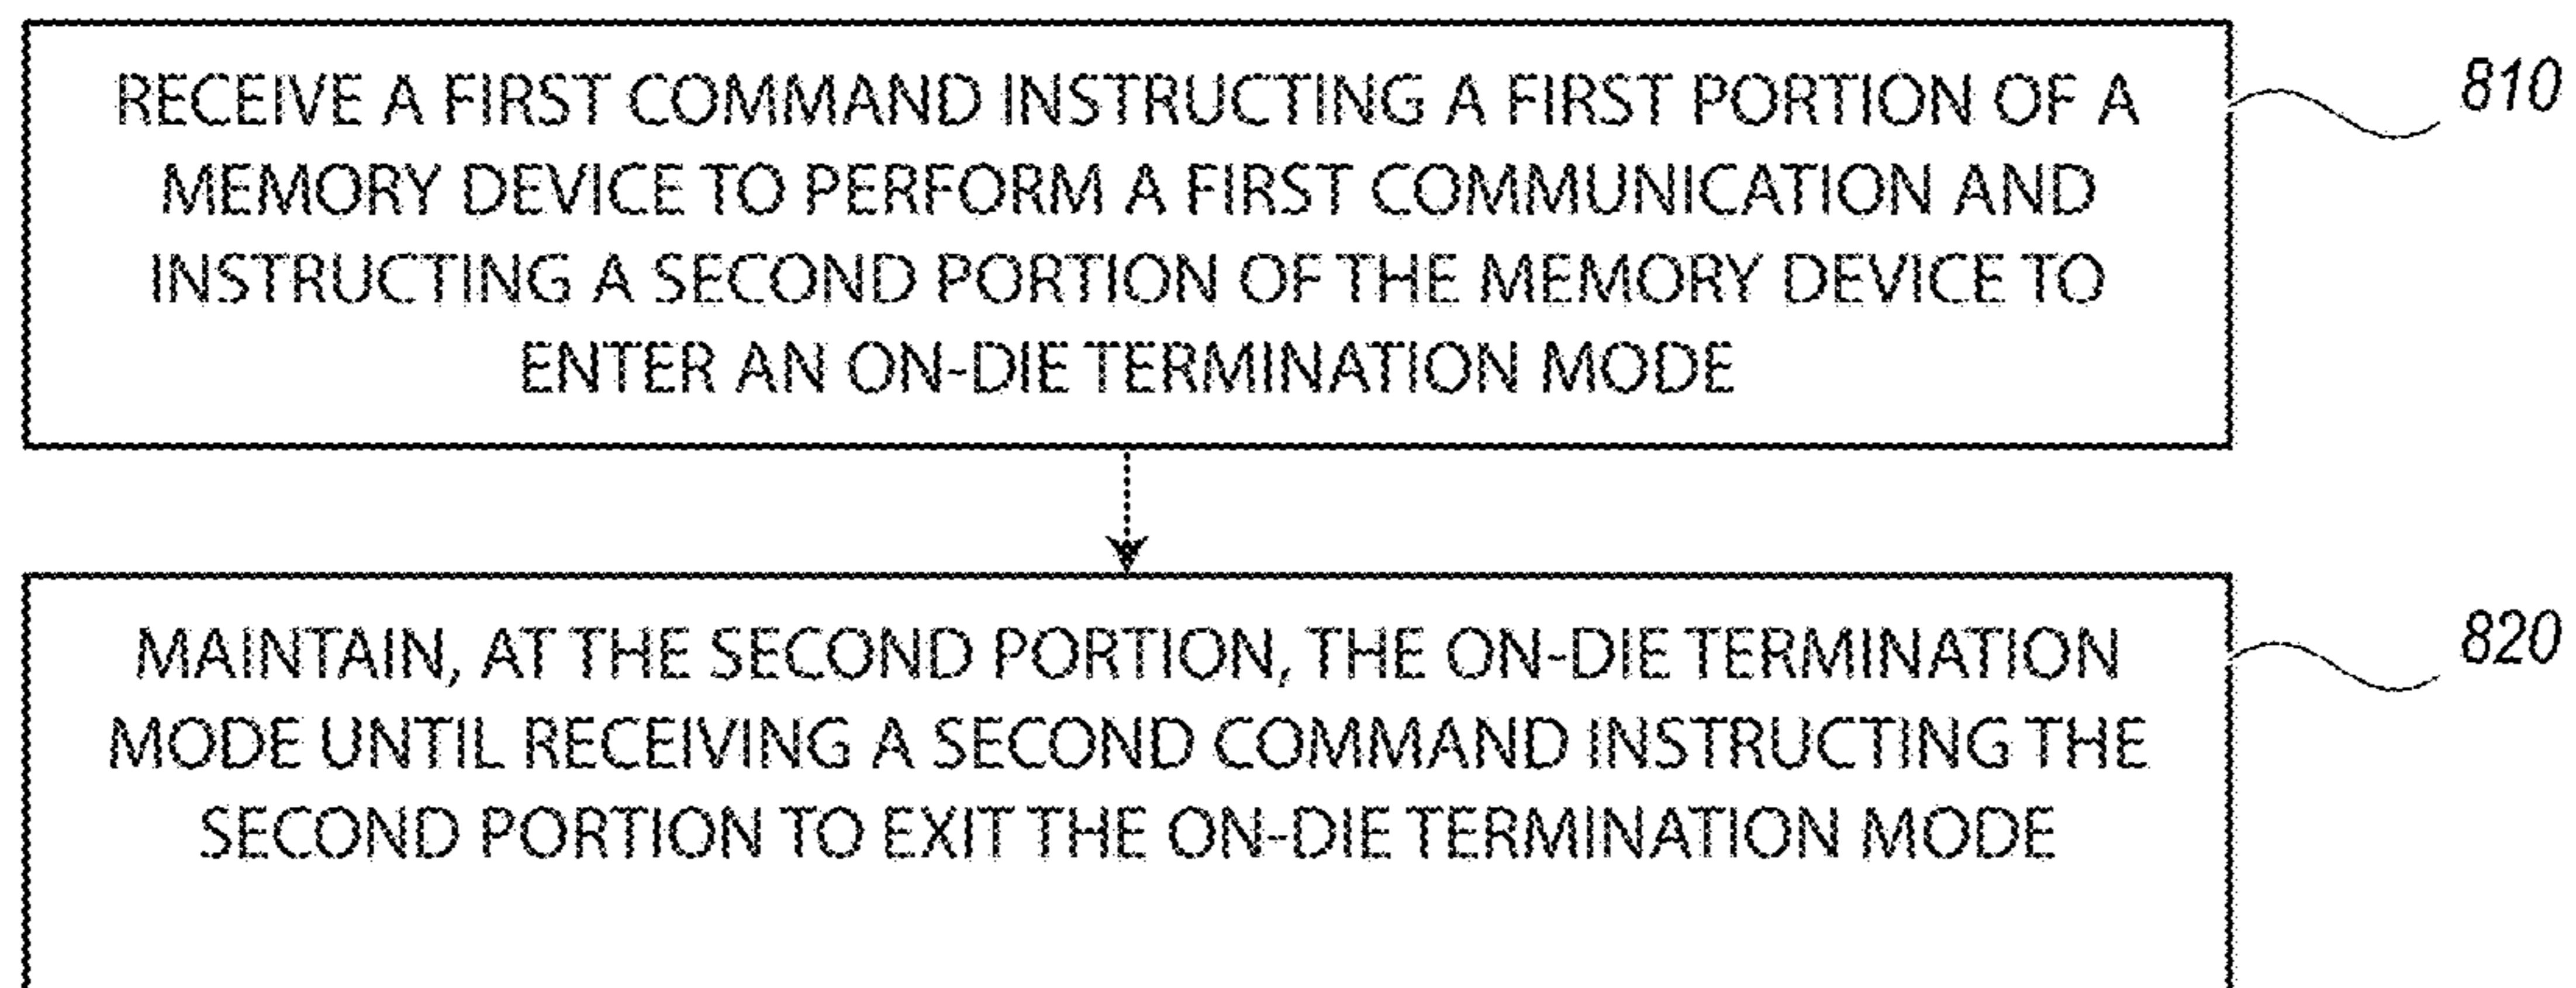 RECEIVE A FIRST COMMAND INSTRUCTING A FIRST PORTION OF A
MEMORY DEVICE TO PERFORM A FIRST COMMUNICATION AND
INSTRUCTING A SECOND PORTION OF THE MEMORY DEVICE TO
ENTER AN ON-DIE TERMINATION MODE
810
MAINTAIN, AT THE SECOND PORTION, THE ON-DIE TERMINATION
MODE UNTIL RECEIVING A SECOND COMMAND INSTRUCTING THE
SECOND PORTION TO EXIT THE ON-DIE TERMINATION MODE
820